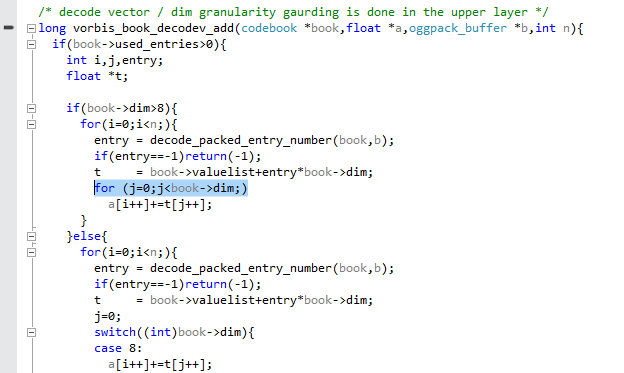 /* decode vector / dim granularity gaurding is done in the upper layer */
long vorbis_book_decodev_add(codebook *book,float *a,oggpack_buffer *b,int n){
  if(book->used_entries>0){
    int i,j,entry;
    float *t;

    if(book->dim>8){
      for(i=0;i<n;){
        entry = decode_packed_entry_number(book,b);
        if(entry==-1)return(-1);
        t     = book->valuelist+entry*book->dim;
        for (j=0;j<book->dim;)
          a[i++]+=t[j++];
      }
    }else{
      for(i=0;i<n;){
        entry = decode_packed_entry_number(book,b);
        if(entry==-1)return(-1);
        t     = book->valuelist+entry*book->dim;
        j=0;
        switch((int)book->dim){
        case 8:
          a[i++]+=t[j++];